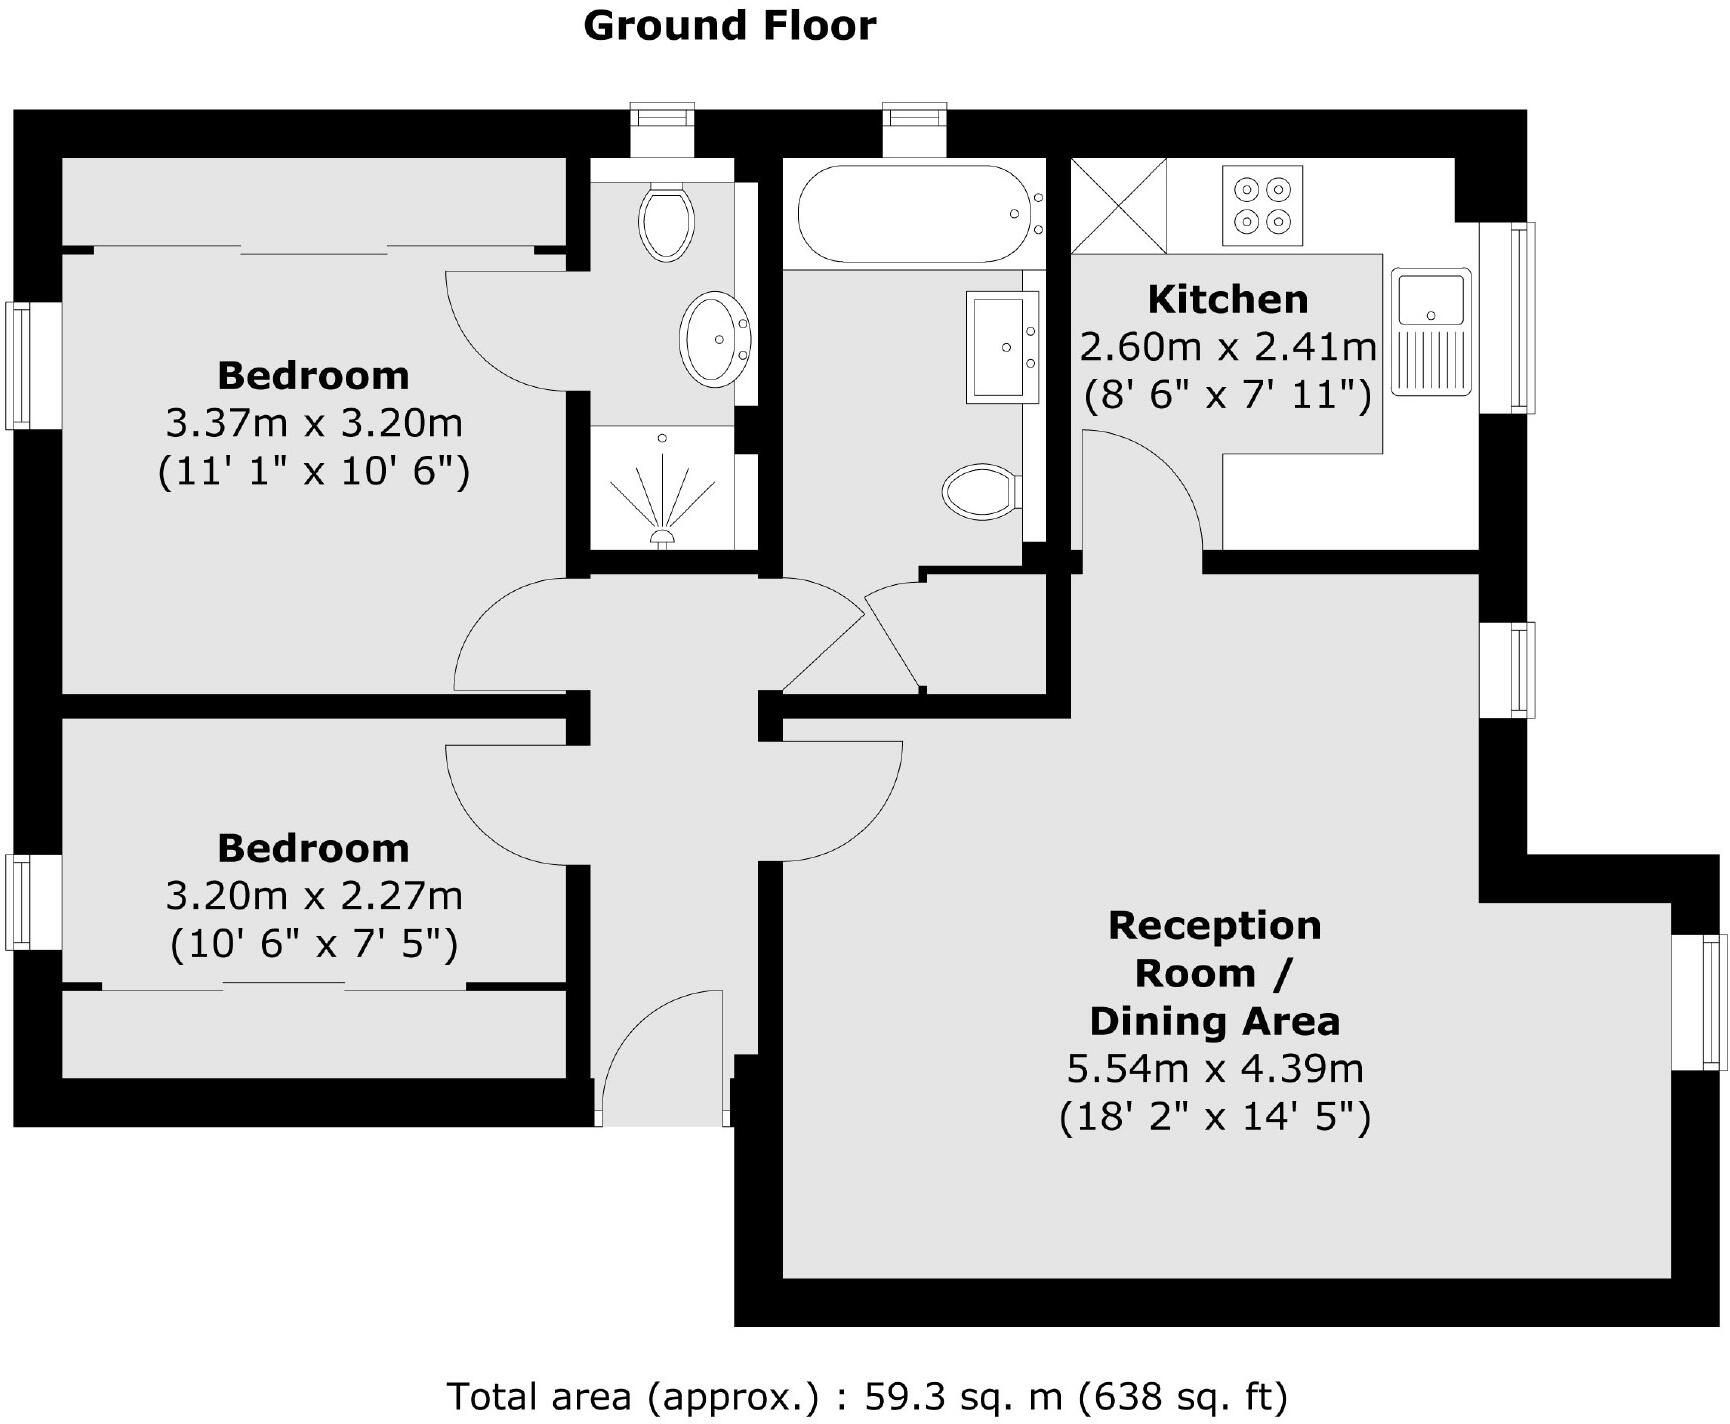 Ground Floor
Kitchen
2.60m x 2.41m
(8' 6" x 7' 11")
Bedroom
3.37m x 3.20m
(11' 1" x 10' 6")
Bedroom
3.20m x 2.27m
(10' 6" x 7' 5")
Reception
Room /
Dining Area
5.54m x 4.39m
(18' 2" x 14' 5")
Total area (approx.) : 59.3 sq. m (638 sq. ft)